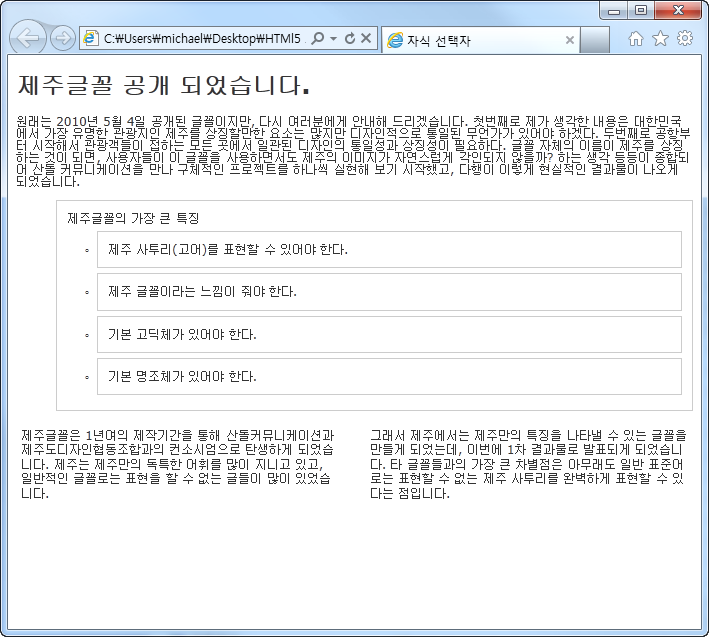 C:₩Users₩michael₩Desktop₩HTMl5
자식 선택자
제주글꼴 공개 되었습니다.
원래는 2010년 5월 4일 공개된 글꼴이지만, 다시 여러분에게 안내해 드리겠습니다. 첫번째로 제가 생각한 내용은 대한민국
에서 가장 유명한 관광지인 제주를 상징할만한 요소는 많지만 디자인적으로 통일된 무언가가 있어야 하겠다. 두번째로 공항부
터 시작해서 관광객들이 접하는 모든 곳에서 일관된 디자인의 통일성과 상징성이 필요하다. 글꼴 자체의 이름이 제주를 상징
하는 것이 되면, 사용자들이 이 글꼴을 사용하면서도 제주의 이미지가 자연스럽게 각인되지 않을까? 하는 생각 등등이 종합되
어 산돌 커뮤니케이션을 만나 구체적인 프로젝트를 하나씩 실현해 보기 시작했고, 다행이 이렇게 현실적인 결과물이 나오게
되었습니다.
제주글꼴의 가장 큰 특징
제주 사투리(고어)를 표현할 수 있어야 한다.
제주 글꼴이라는 느낌이 줘야 한다.
기본 고딕체가 있어야 한다.
기본 명조체가 있어야 한다.
제주글꼴은 1년여의 제작기간을 통해 산돌커뮤니케이션과
제주도디자인협동조합과의 컨소시엄으로 탄생하게 되었습
니다. 제주는 제주만의 독특한 어휘를 많이 지니고 있고,
일반적인 글꼴로는 표현을 할 수 없는 글들이 많이 있었습
니다.
그래서 제주에서는 제주만의 특징을 나타낼 수 있는 글꼴을
만들게 되었는데, 이번에 1차 결과물로 발표되게 되었습니
다. 타 글꼴들과의 가장 큰 차별점은 아무래도 일반 표준어
로는 표현할 수 없는 제주 사투리를 완벽하게 표현할 수 있
다는 점입니다.